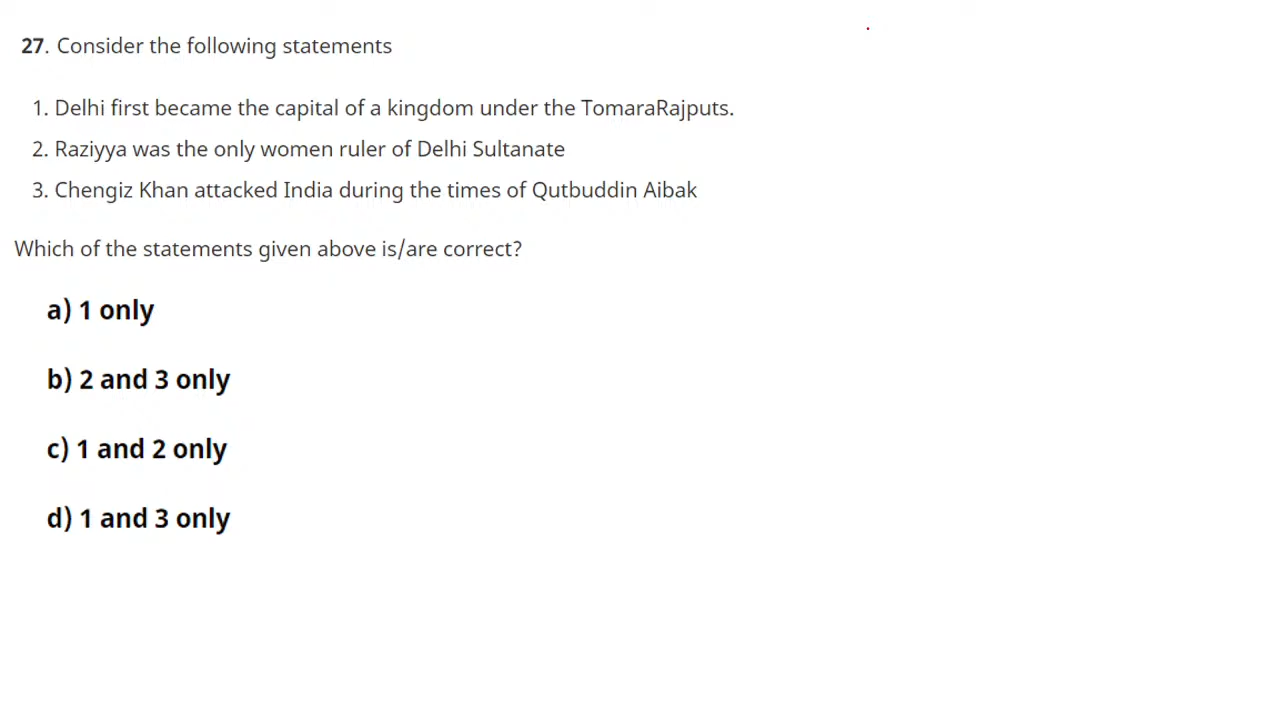 27. Consider the following statements
1. Delhi first became the capital of a kingdom under the TomaraRajputs.
2. Raziyya was the only women ruler of Delhi Sultanate
3. Chengiz Khan attacked India during the times of Qutbuddin Aibak
Which of the statements given above is/are correct?
a) 1 only
b) 2 and 3 only
c) 1 and 2 only
d) 1 and 3 only